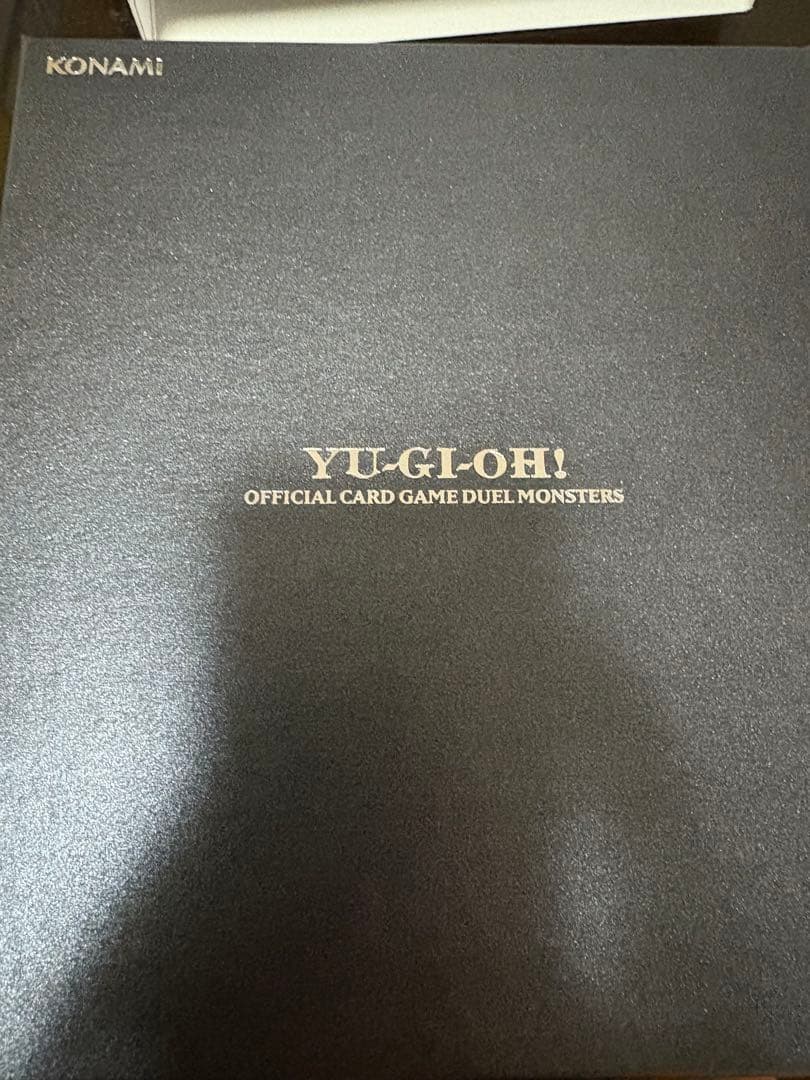 KONAMI
YU-GI-OH!
OFFICIAL CARD GAME DUEL MONSTERS